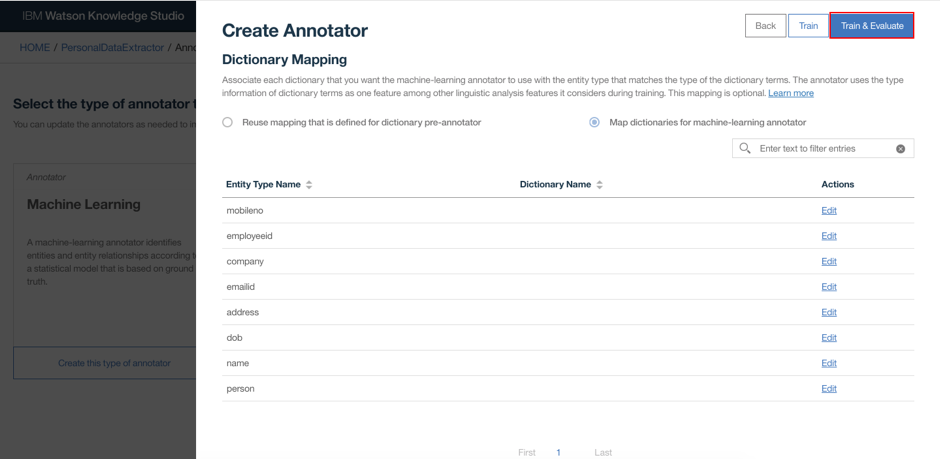 IBM Watson Knowledge Studio
HOME / PersonalDataExtractor / Anno
Select the type of annotator t
You can update the annotators as needed to in
Annotator
Machine Learning
A machine-learning annotator identifies
entities and entity relationships according t
a statistical model that is based on ground
truth.
Create this type of annotator
Create Annotator
Back
Train
Train & Evaluate
Dictionary Mapping
Associate each dictionary that you want the machine-learning annotator to use with the entity type that matches the type of the dictionary terms. The annotator uses the type
information of dictionary terms as one feature among other linguistic analysis features it considers during training. This mapping is optional. Learn more
Reuse mapping that is defined for dictionary pre-annotator
Map dictionaries for machine-learning annotator
Enter text to filter entries
Entity Type Name Dictionary Name Actions
mobileno Edit
employeeid Edit
company Edit
emailid Edit
address Edit
dob Edit
name Edit
person Edit
First 1 Last